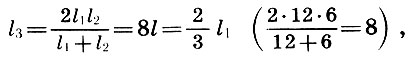 l₃ = 2l₁l₂ / (l₁ + l₂) = 8l = 2/3 l₁ (2·12·6 / (12+6) = 8) ,